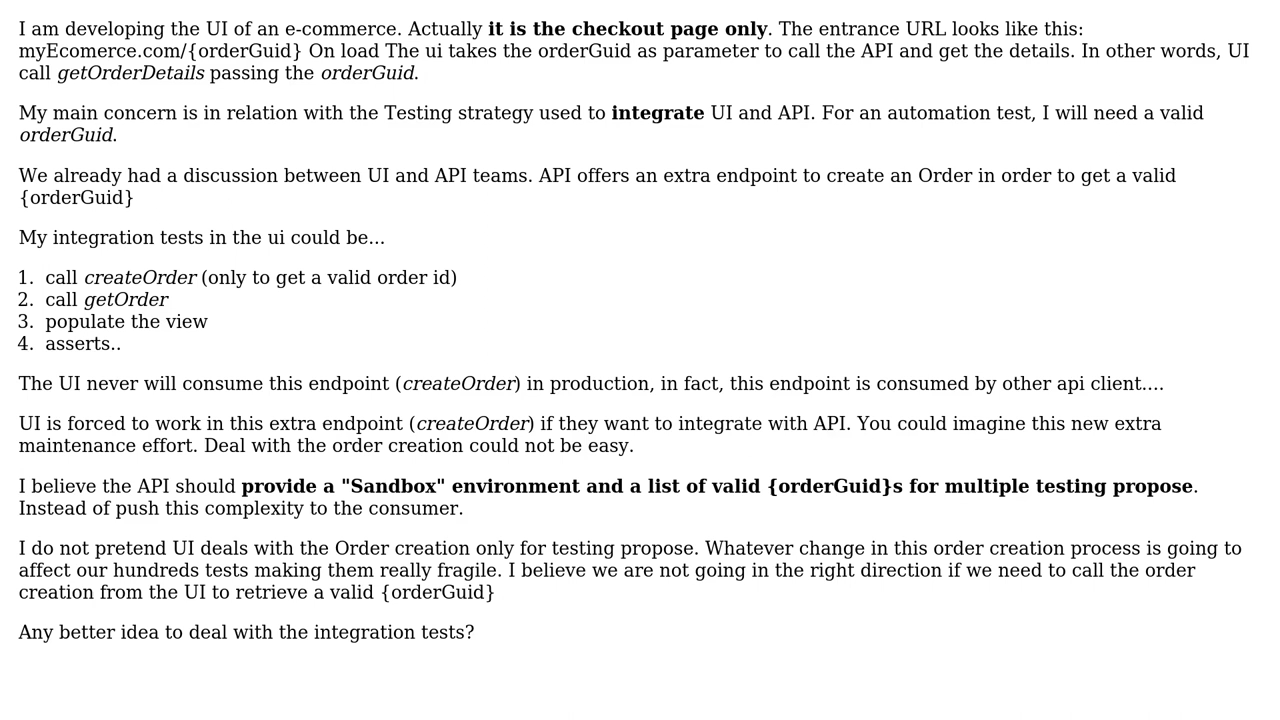 I am developing the UI of an e-commerce. Actually it is the checkout page only. The entrance URL looks like this:
myEcomerce.com/{orderGuid} On load The ui takes the orderGuid as parameter to call the API and get the details. In other words, UI
call getOrderDetails passing the orderGuid.
My main concern is in relation with the Testing strategy used to integrate UI and API. For an automation test, I will need a valid
orderGuid.
We already had a discussion between UI and API teams. API offers an extra endpoint to create an Order in order to get a valid
{orderGuid}
My integration tests in the ui could be...
1. call createOrder (only to get a valid order id)
2. call getOrder
3. populate the view
4. asserts..
The UI never will consume this endpoint (createOrder) in production, in fact, this endpoint is consumed by other api client....
UI is forced to work in this extra endpoint (createOrder) if they want to integrate with API. You could imagine this new extra
maintenance effort. Deal with the order creation could not be easy.
I believe the API should provide a "Sandbox" environment and a list of valid {orderGuid}s for multiple testing propose.
Instead of push this complexity to the consumer.
I do not pretend UI deals with the Order creation only for testing propose. Whatever change in this order creation process is going to
affect our hundreds tests making them really fragile. I believe we are not going in the right direction if we need to call the order
creation from the UI to retrieve a valid {orderGuid}
Any better idea to deal with the integration tests?